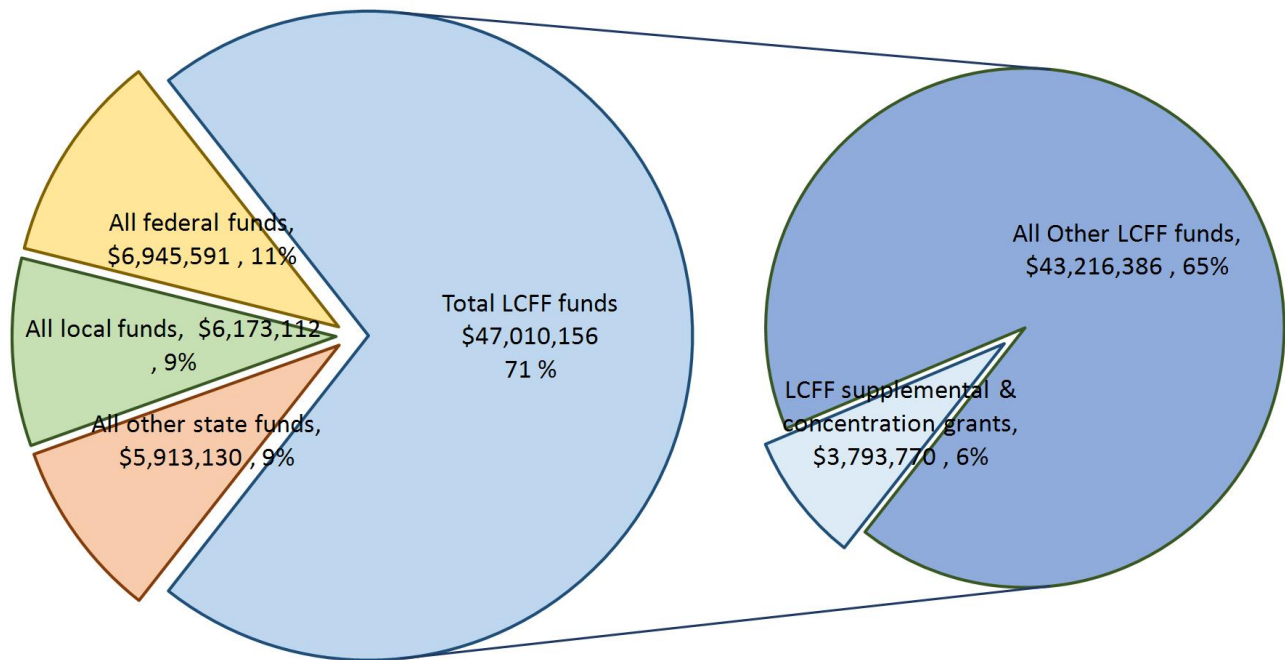 All federal funds,
$6,945,591 , 11%
All local funds,  $6,173,112
, 9%
All other state funds,
$5,913,130 , 9%
Total LCFF funds
$47,010,156
71 %
All Other LCFF funds,
$43,216,386 , 65%
LCFF supplemental &
concentration grants,
$3,793,770 , 6%